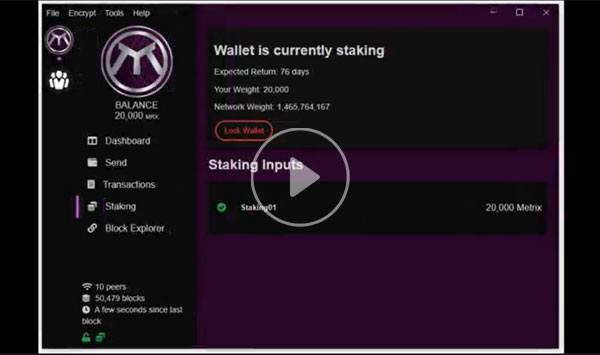 File Encrypt Tools Help
BALANCE
20,000 MRX
Dashboard
Send
Transactions
Staking
Block Explorer
10 peers
50,479 blocks
A few seconds since last
block
Wallet is currently staking
Expected Return: 76 days
Your Weight: 20,000
Network Weight: 1,465,764,167
Lock Wallet
Staking Inputs
Staking01 20,000 Metrix